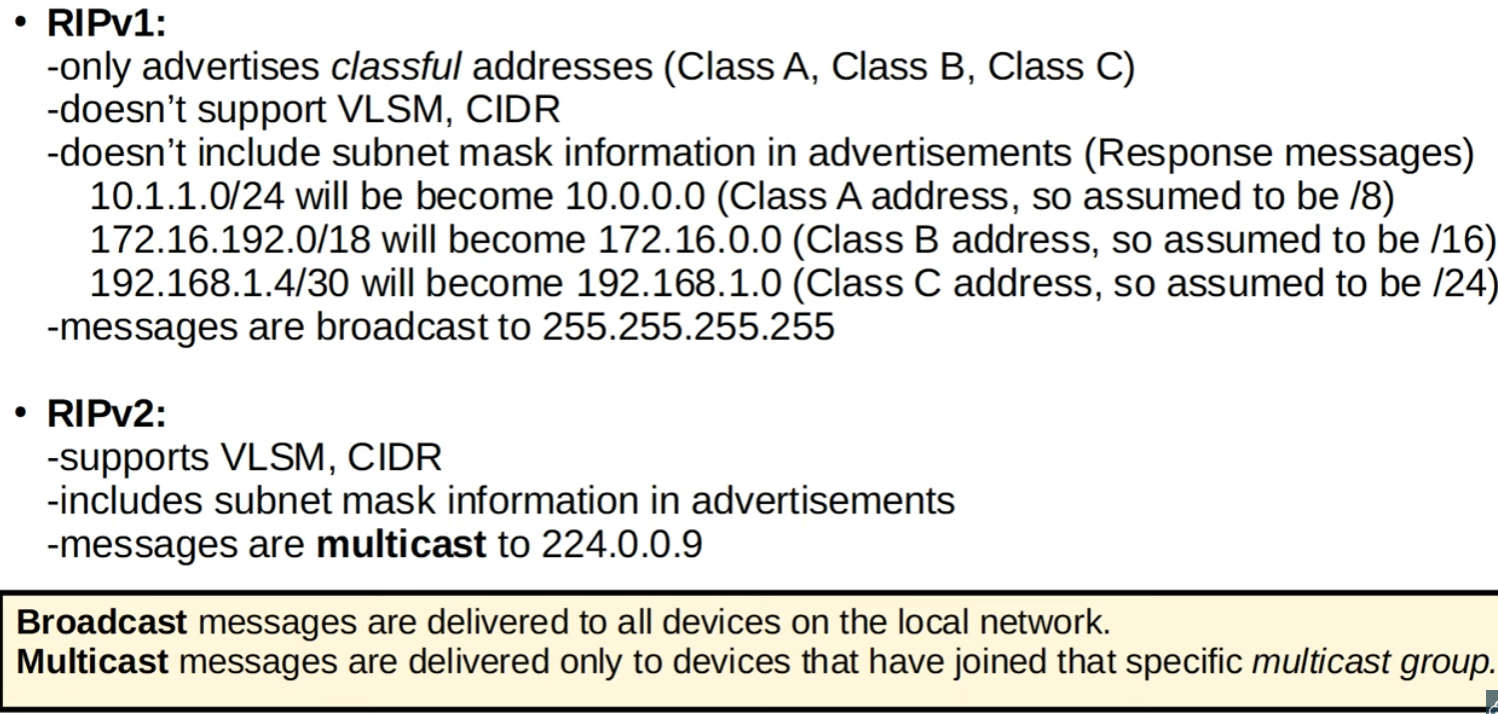 • RIPv1:
-only advertises classful addresses (Class A, Class B, Class C)
-doesn’t support VLSM, CIDR
-doesn’t include subnet mask information in advertisements (Response messages)
10.1.1.0/24 will be become 10.0.0.0 (Class A address, so assumed to be /8)
172.16.192.0/18 will become 172.16.0.0 (Class B address, so assumed to be /16)
192.168.1.4/30 will become 192.168.1.0 (Class C address, so assumed to be /24)
-messages are broadcast to 255.255.255.255
• RIPv2:
-supports VLSM, CIDR
-includes subnet mask information in advertisements
-messages are multicast to 224.0.0.9
Broadcast messages are delivered to all devices on the local network.
Multicast messages are delivered only to devices that have joined that specific multicast group.